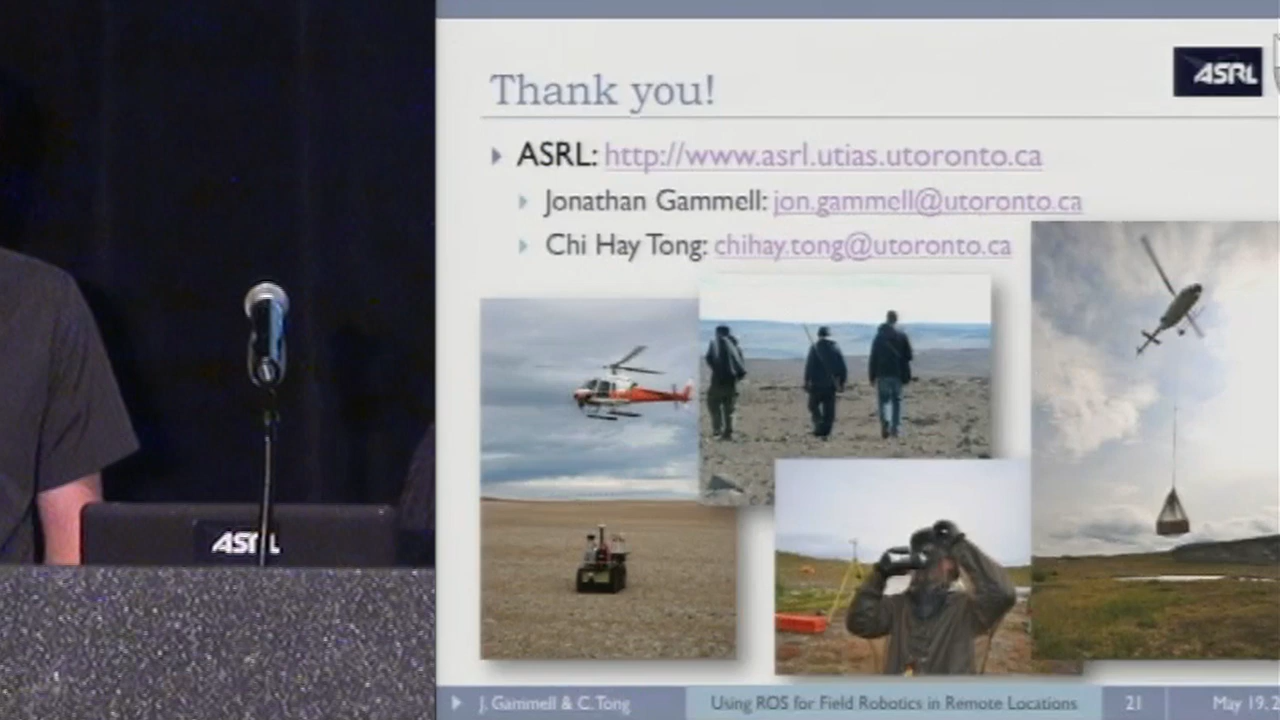 Thank you!
ASRL
ASRL: http://www.asrl.utias.utoronto.ca
Jonathan Gammell: jon.gammell@utoronto.ca
Chi Hay Tong: chihay.tong@utoronto.ca
ASRL
J. Gammell & C. Tong
Using ROS for Field Robotics in Remote Locations
21
May 19, 2